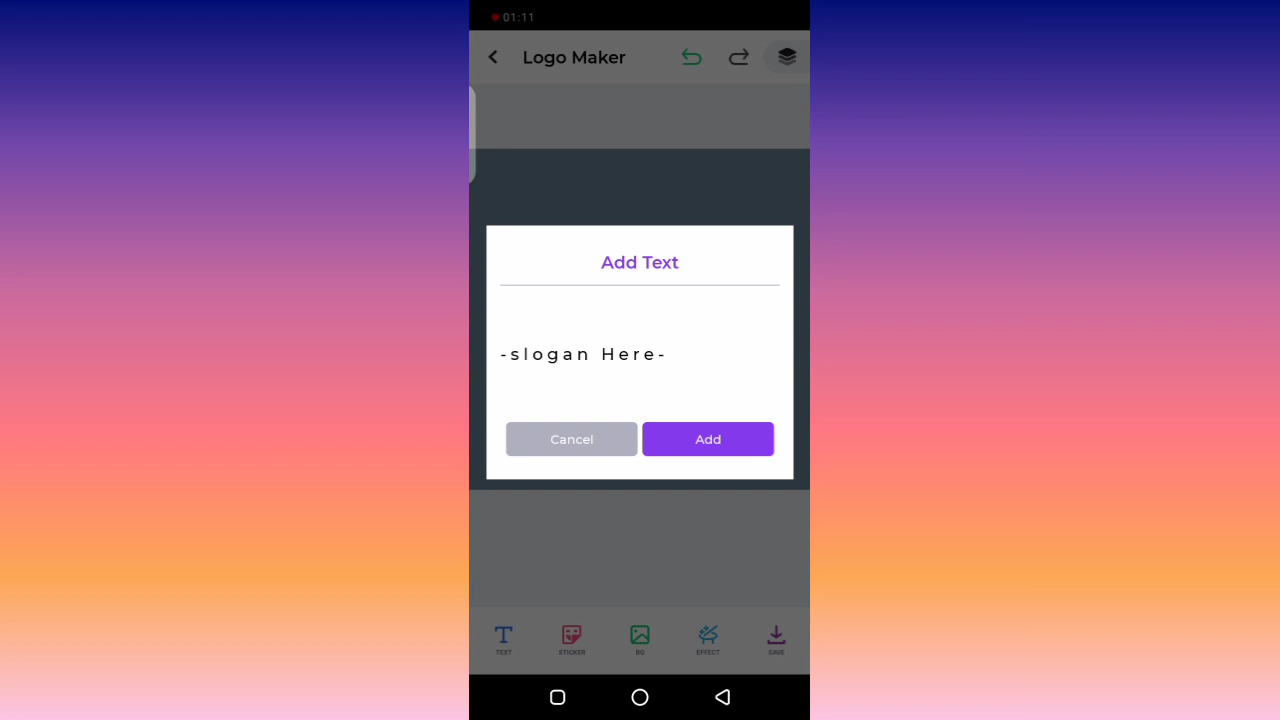 01:11
Logo Maker
Add Text
-slogan Here-
Cancel Add
TEXT STICKER BG EFFECT SAVE